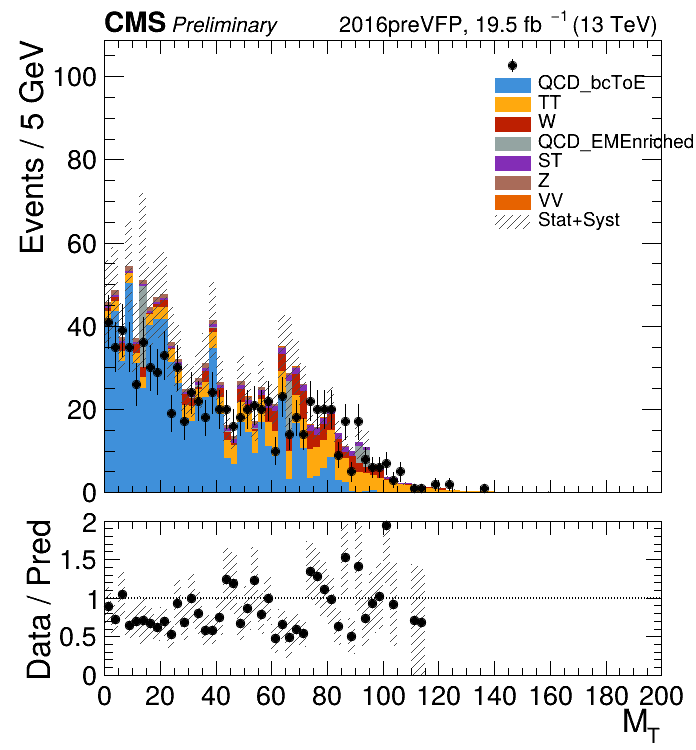 CMS Preliminary 2016preVFP, 19.5 fb⁻¹ (13 TeV)
Events / 5 GeV
100
80
60
40
20
0
QCD_bcToE
TT
W
QCD_EMEnriched
ST
Z
VV
Stat+Syst
Data / Pred
2
1.5
1
0.5
0
0 20 40 60 80 100 120 140 160 180 200
M_T